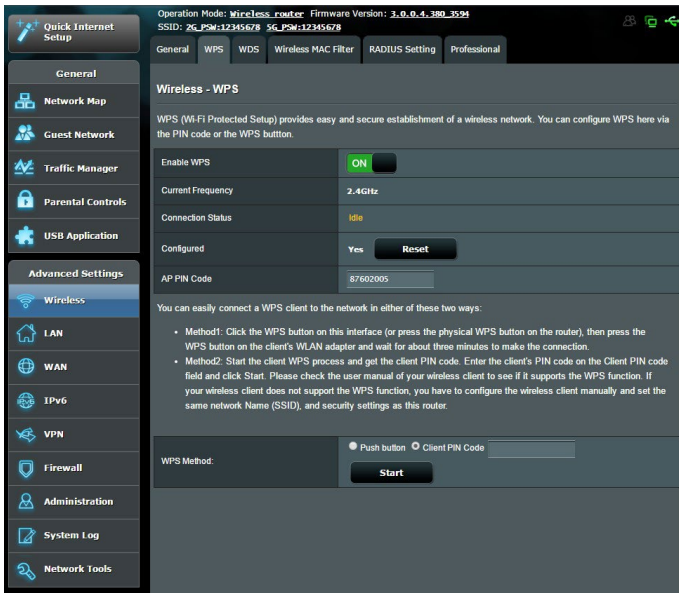 Quick Internet
Setup
Operation Mode: Wireless router Firmware Version: 3.0.0.4.380_3594
SSID: 2G_PSW:12345678 5G_PSW:12345678
General WPS WDS Wireless MAC Filter RADIUS Setting Professional
General
Network Map
Guest Network
Traffic Manager
Parental Controls
USB Application
Advanced Settings
Wireless
LAN
WAN
IPv6
VPN
Firewall
Administration
System Log
Network Tools
Wireless - WPS
WPS (Wi-Fi Protected Setup) provides easy and secure establishment of a wireless network. You can configure WPS here via
the PIN code or the WPS buttton.
Enable WPS ON
Current Frequency 2.4GHz
Connection Status Idle
Configured Yes Reset
AP PIN Code 87602005
You can easily connect a WPS client to the network in either of these two ways:
• Method1: Click the WPS button on this interface (or press the physical WPS button on the router), then press the
WPS button on the client's WLAN adapter and wait for about three minutes to make the connection.
• Method2: Start the client WPS process and get the client PIN code. Enter the client's PIN code on the Client PIN code
field and click Start. Please check the user manual of your wireless client to see if it supports the WPS function. If
your wireless client does not support the WPS function, you have to configure the wireless client manually and set the
same network Name (SSID), and security settings as this router.
WPS Method: Push button Client PIN Code
Start